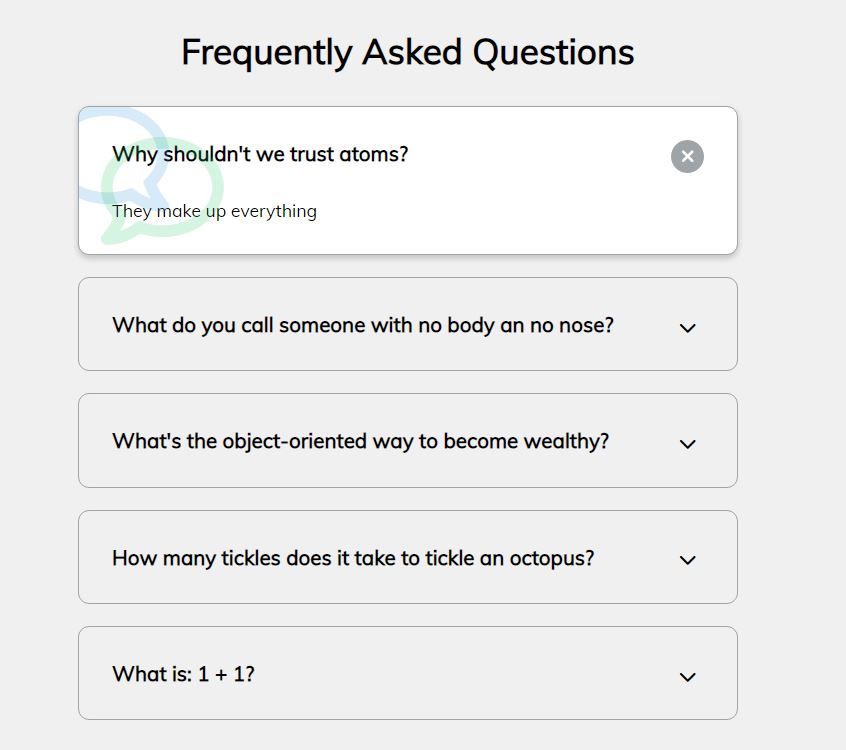 Frequently Asked Questions
Why shouldn't we trust atoms?
They make up everything
What do you call someone with no body an no nose?
What's the object-oriented way to become wealthy?
How many tickles does it take to tickle an octopus?
What is: 1 + 1?